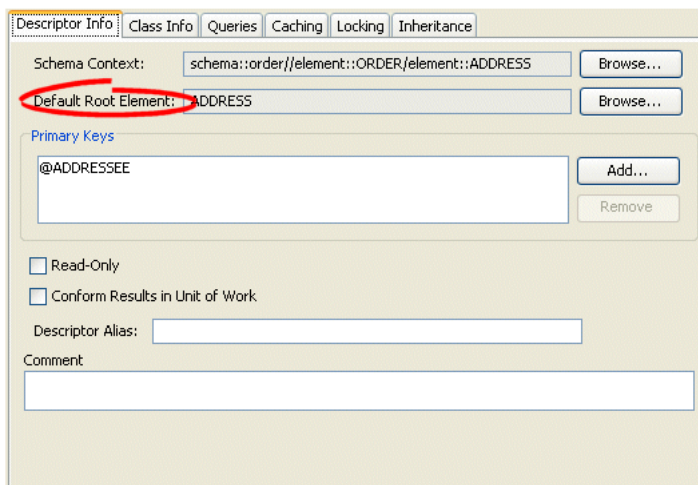 Descriptor Info Class Info Queries Caching Locking Inheritance
Schema Context: schema::order//element::ORDER/element::ADDRESS Browse...
Default Root Element: ADDRESS Browse...
Primary Keys
@ADDRESSEE
Add...
Remove
Read-Only
Conform Results in Unit of Work
Descriptor Alias:
Comment